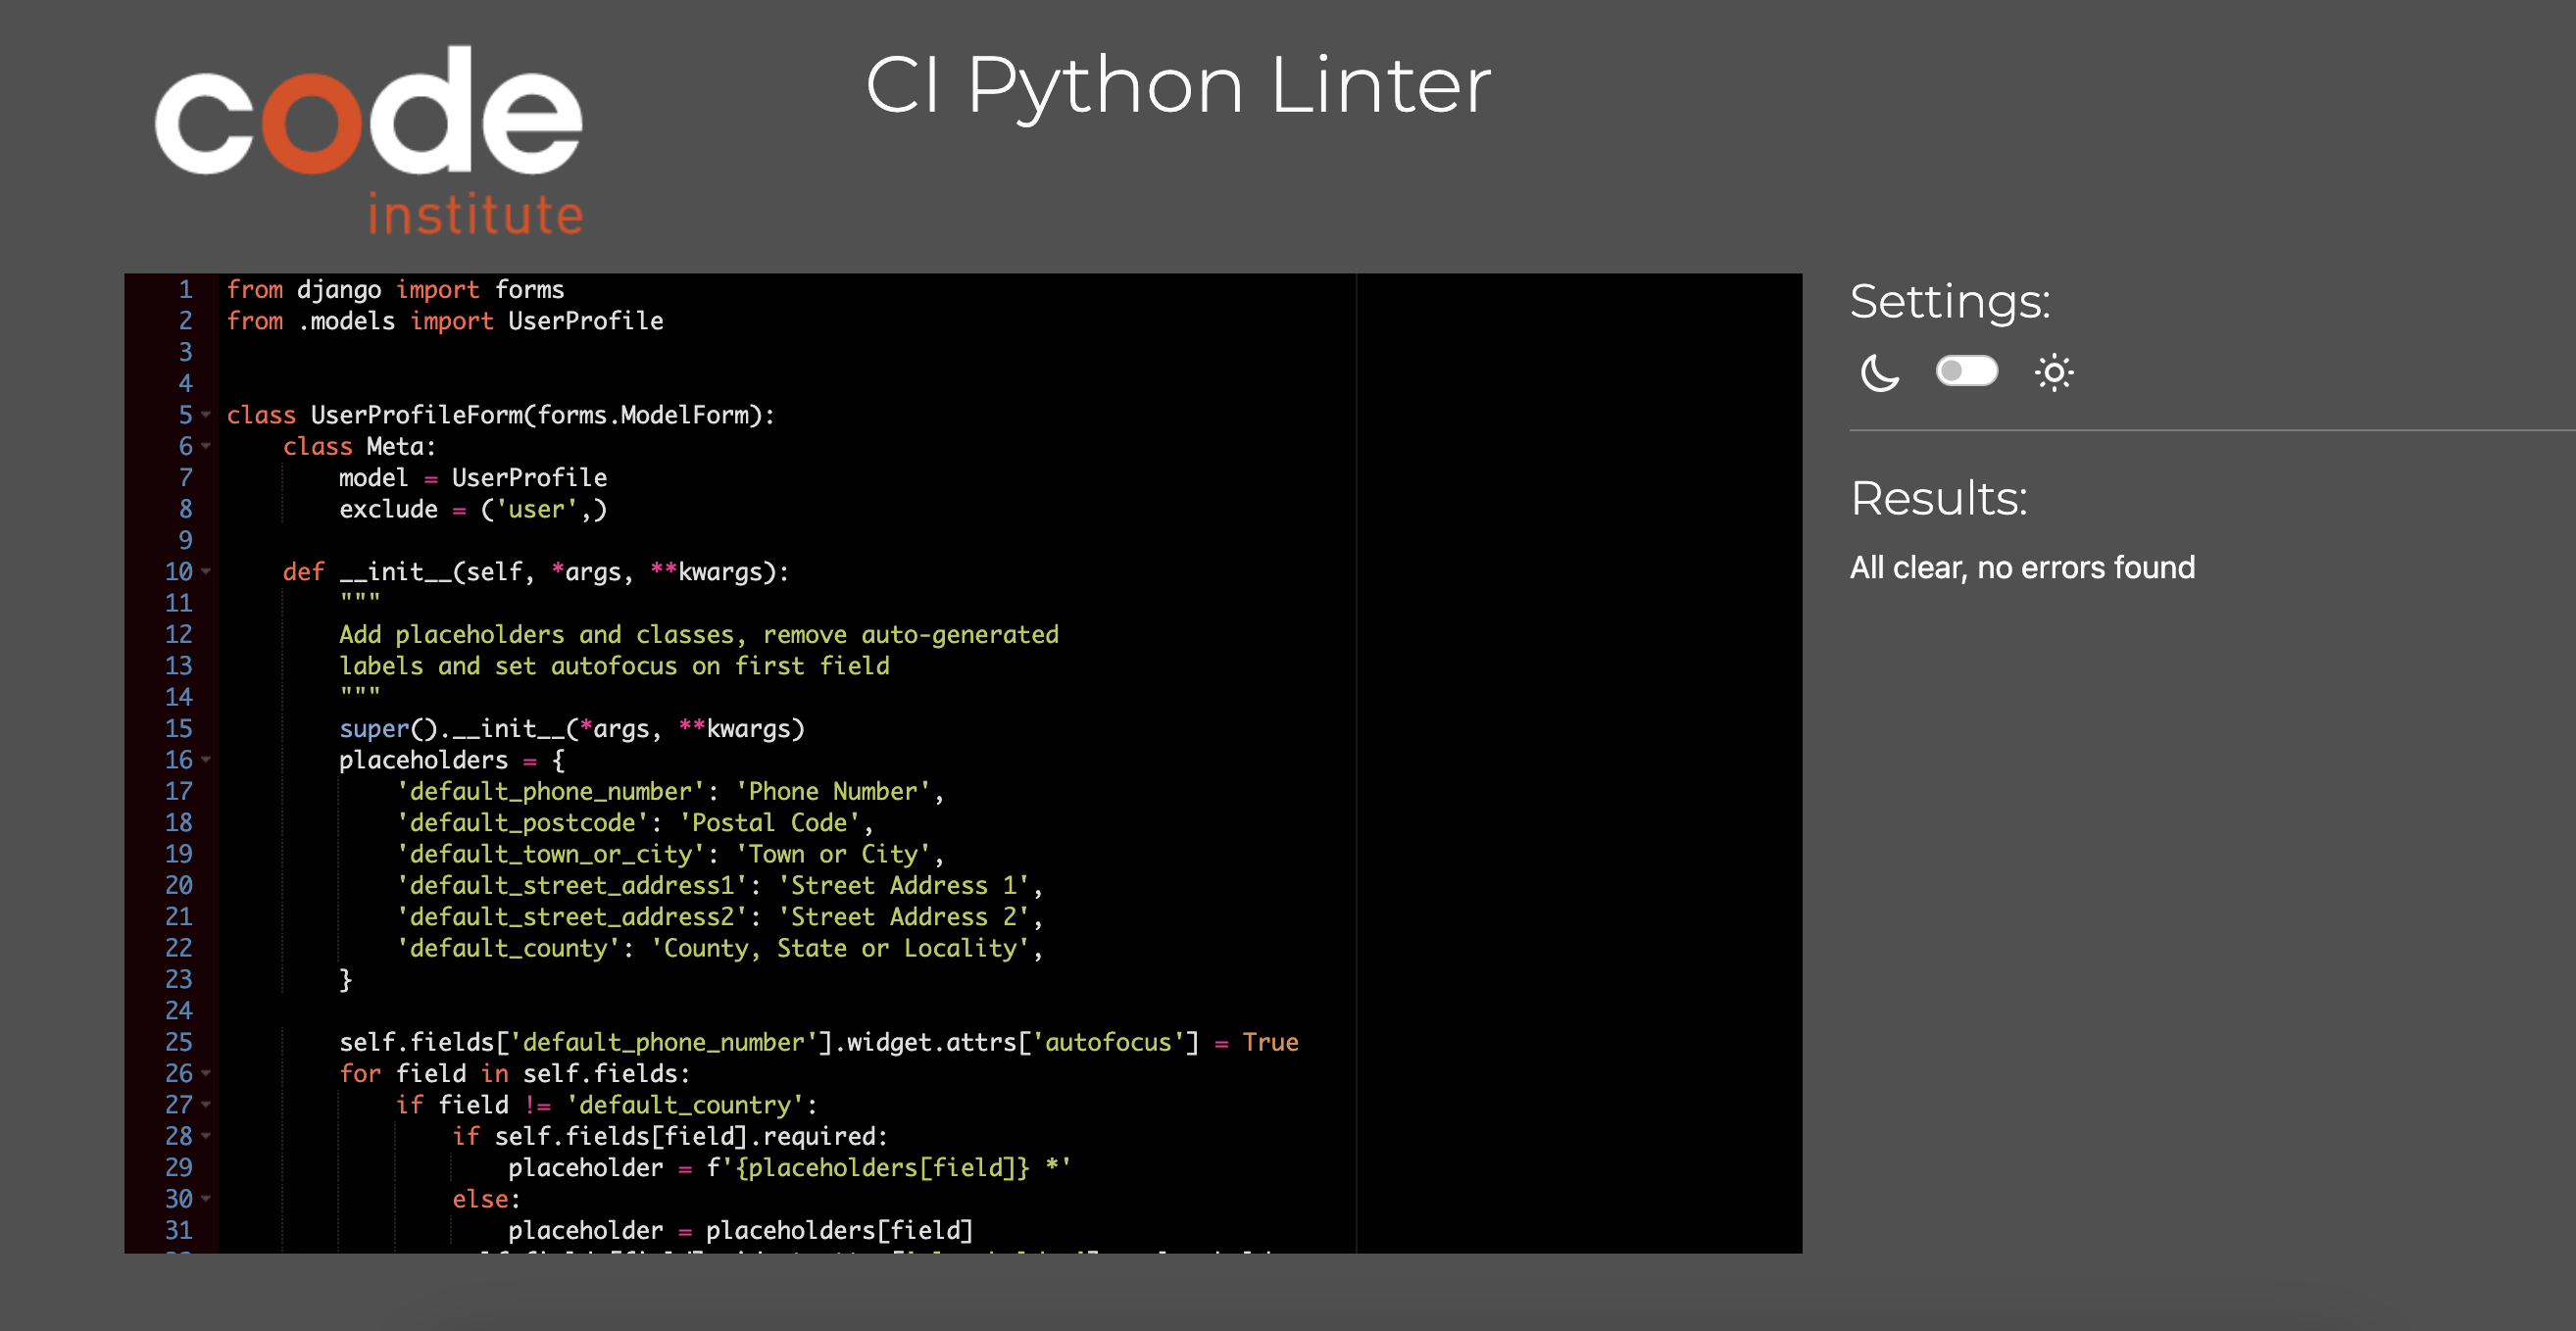 code
institute
CI Python Linter
1 from django import forms
2 from .models import UserProfile
3
4
5 class UserProfileForm(forms.ModelForm):
6     class Meta:
7         model = UserProfile
8         exclude = ('user',)
9
10     def __init__(self, *args, **kwargs):
11         """
12         Add placeholders and classes, remove auto-generated
13         labels and set autofocus on first field
14         """
15         super().__init__(*args, **kwargs)
16         placeholders = {
17             'default_phone_number': 'Phone Number',
18             'default_postcode': 'Postal Code',
19             'default_town_or_city': 'Town or City',
20             'default_street_address1': 'Street Address 1',
21             'default_street_address2': 'Street Address 2',
22             'default_county': 'County, State or Locality',
23         }
24
25         self.fields['default_phone_number'].widget.attrs['autofocus'] = True
26         for field in self.fields:
27             if field != 'default_country':
28                 if self.fields[field].required:
29                     placeholder = f'{placeholders[field]} *'
30                 else:
31                     placeholder = placeholders[field]
Settings:
Results:
All clear, no errors found